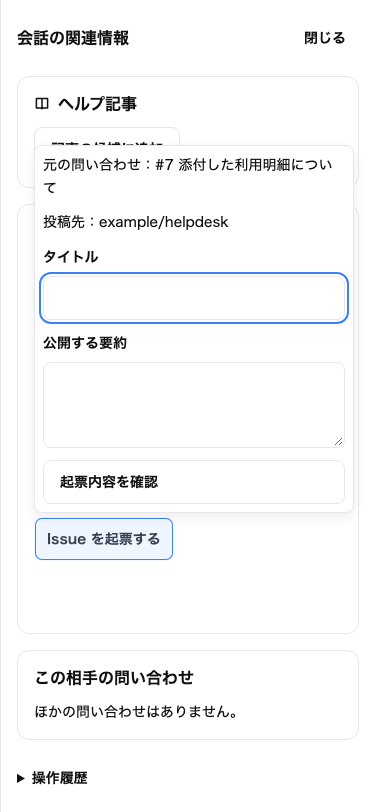 会話の関連情報
閉じる
ヘルプ記事
元の問い合わせ：#7 添付した利用明細につい
て
投稿先：example/helpdesk
タイトル
公開する要約
起票内容を確認
Issue を起票する
この相手の問い合わせ
ほかの問い合わせはありません。
操作履歴